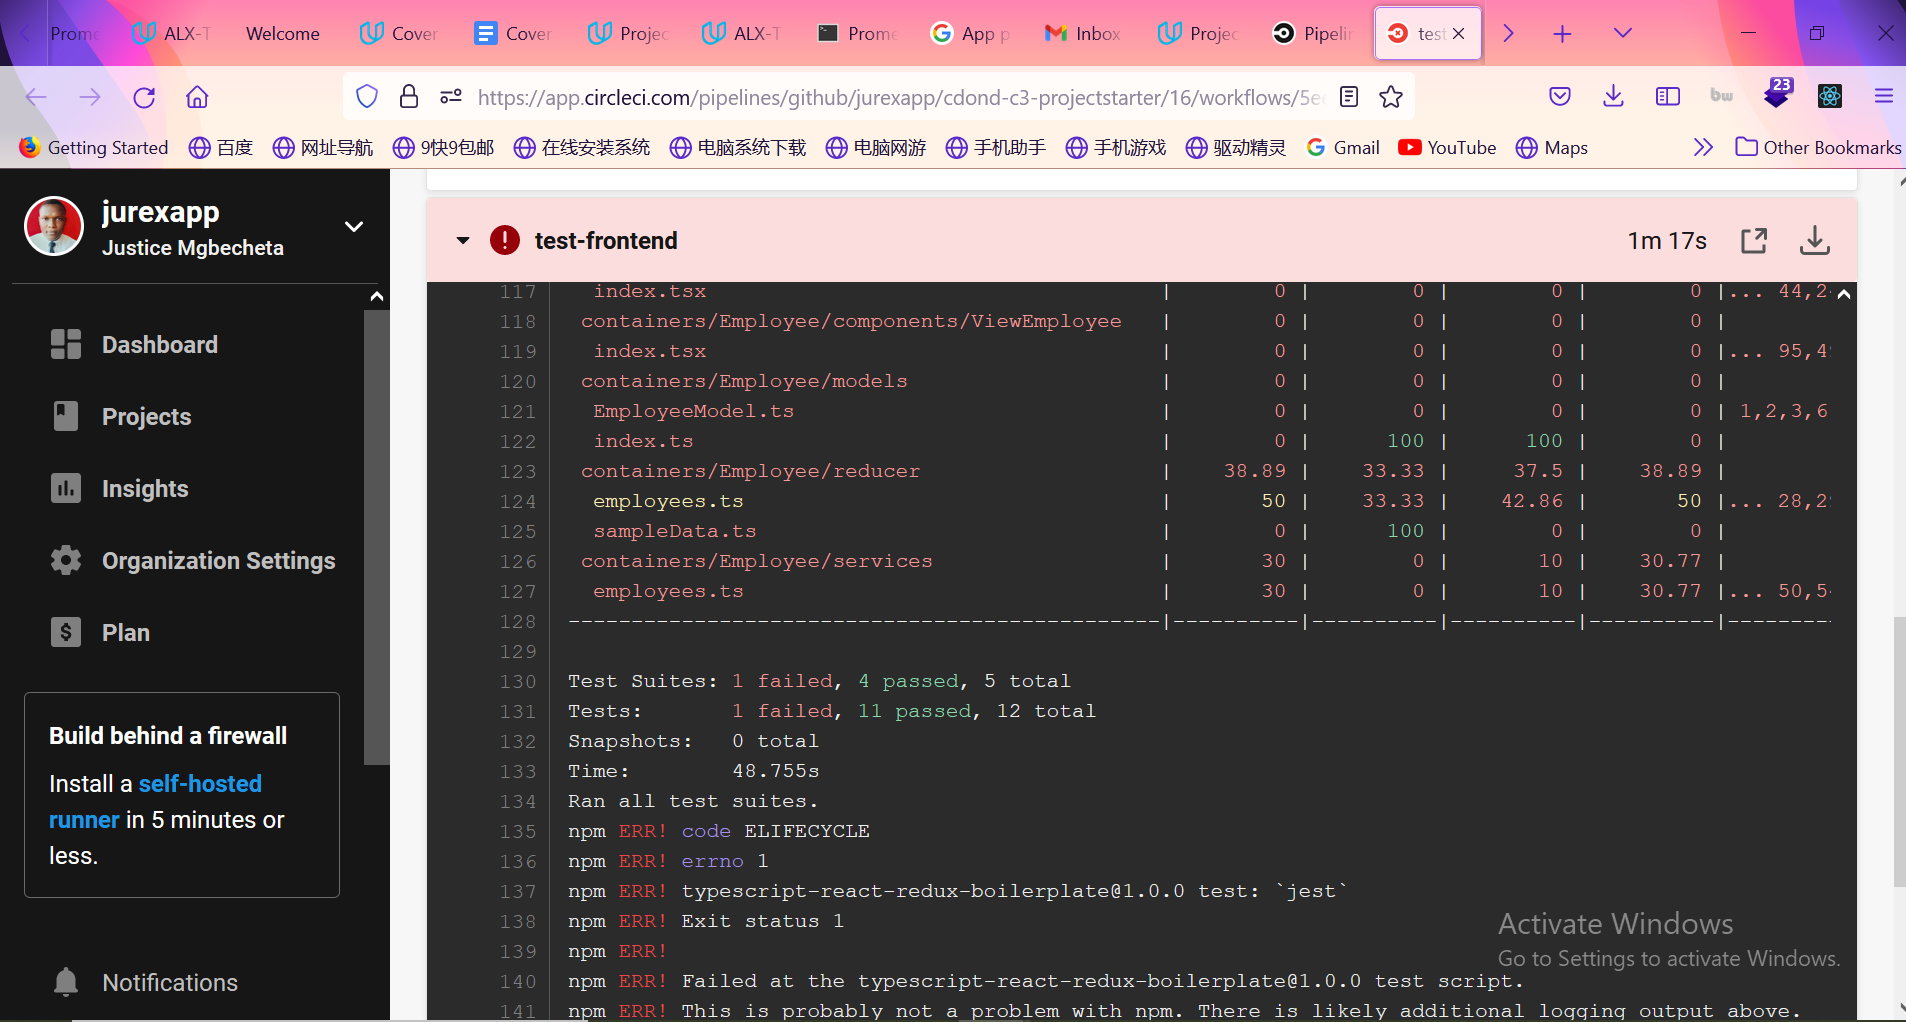 Prome ALX-T Welcome Cover Cover Projec ALX-T Prome App p Inbox Projec Pipelin test
https://app.circleci.com/pipelines/github/jurexapp/cdond-c3-projectstarter/16/workflows/5ee
bw 23
Getting Started 百度 网址导航 9快9包邮 在线安装系统 电脑系统下载 电脑网游 手机助手 手机游戏 驱动精灵 Gmail YouTube Maps Other Bookmarks
jurexapp
Justice Mgbecheta
Dashboard
Projects
Insights
Organization Settings
Plan
Build behind a firewall
Install a self-hosted
runner in 5 minutes or
less.
Notifications
test-frontend 1m 17s
117 index.tsx | 0 | 0 | 0 | 0 |... 44,2
118 containers/Employee/components/ViewEmployee | 0 | 0 | 0 | 0 |
119 index.tsx | 0 | 0 | 0 | 0 |... 95,4
120 containers/Employee/models | 0 | 0 | 0 | 0 |
121 EmployeeModel.ts | 0 | 0 | 0 | 0 | 1,2,3,6
122 index.ts | 0 | 100 | 100 | 0 |
123 containers/Employee/reducer | 38.89 | 33.33 | 37.5 | 38.89 |
124 employees.ts | 50 | 33.33 | 42.86 | 50 |... 28,2
125 sampleData.ts | 0 | 100 | 0 | 0 |
126 containers/Employee/services | 30 | 0 | 10 | 30.77 |
127 employees.ts | 30 | 0 | 10 | 30.77 |... 50,5
128 -----------------------------------------------|----------|----------|----------|----------|---------
129
130 Test Suites: 1 failed, 4 passed, 5 total
131 Tests: 1 failed, 11 passed, 12 total
132 Snapshots: 0 total
133 Time: 48.755s
134 Ran all test suites.
135 npm ERR! code ELIFECYCLE
136 npm ERR! errno 1
137 npm ERR! typescript-react-redux-boilerplate@1.0.0 test: `jest`
138 npm ERR! Exit status 1
139 npm ERR!
140 npm ERR! Failed at the typescript-react-redux-boilerplate@1.0.0 test script.
141 npm ERR! This is probably not a problem with npm. There is likely additional logging output above.
Activate Windows
Go to Settings to activate Windows.